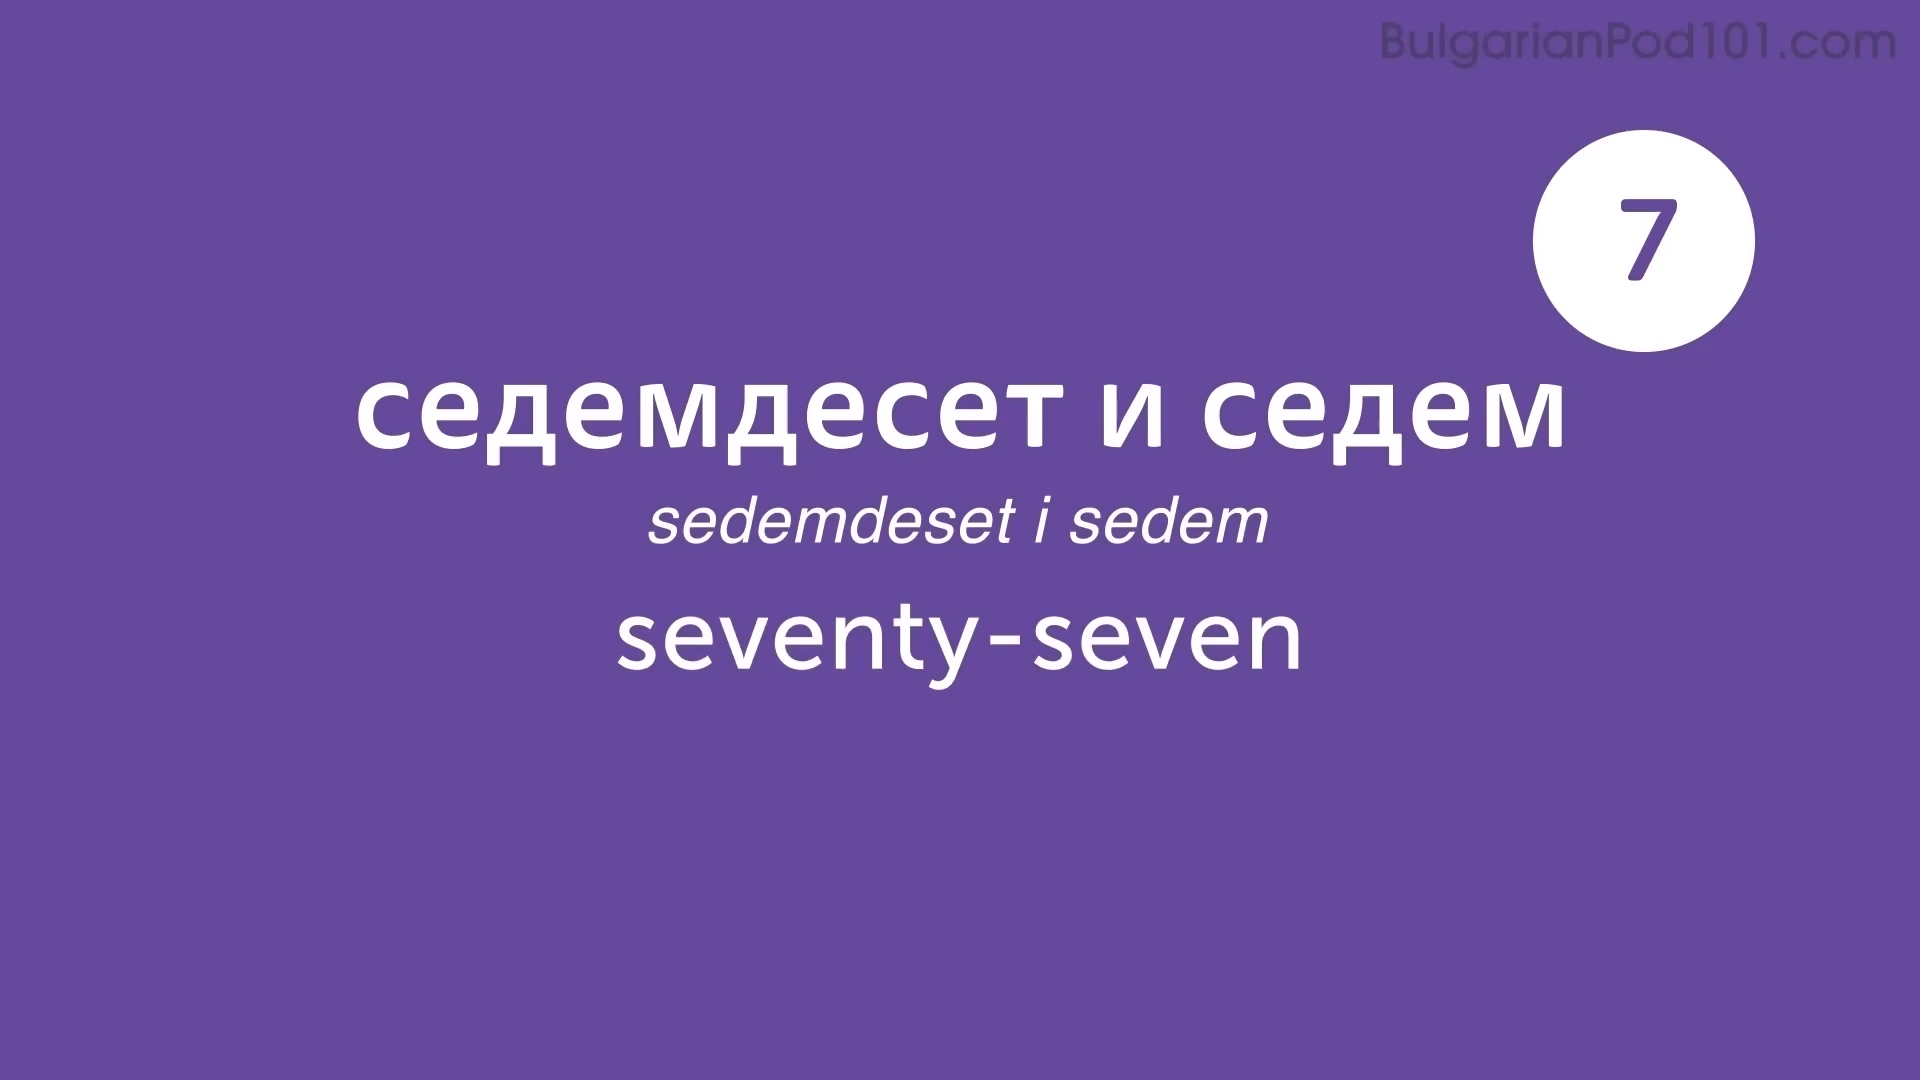 BulgarianPod101.com
7
седемдесет и седем
sedemdeset i sedem
seventy-seven